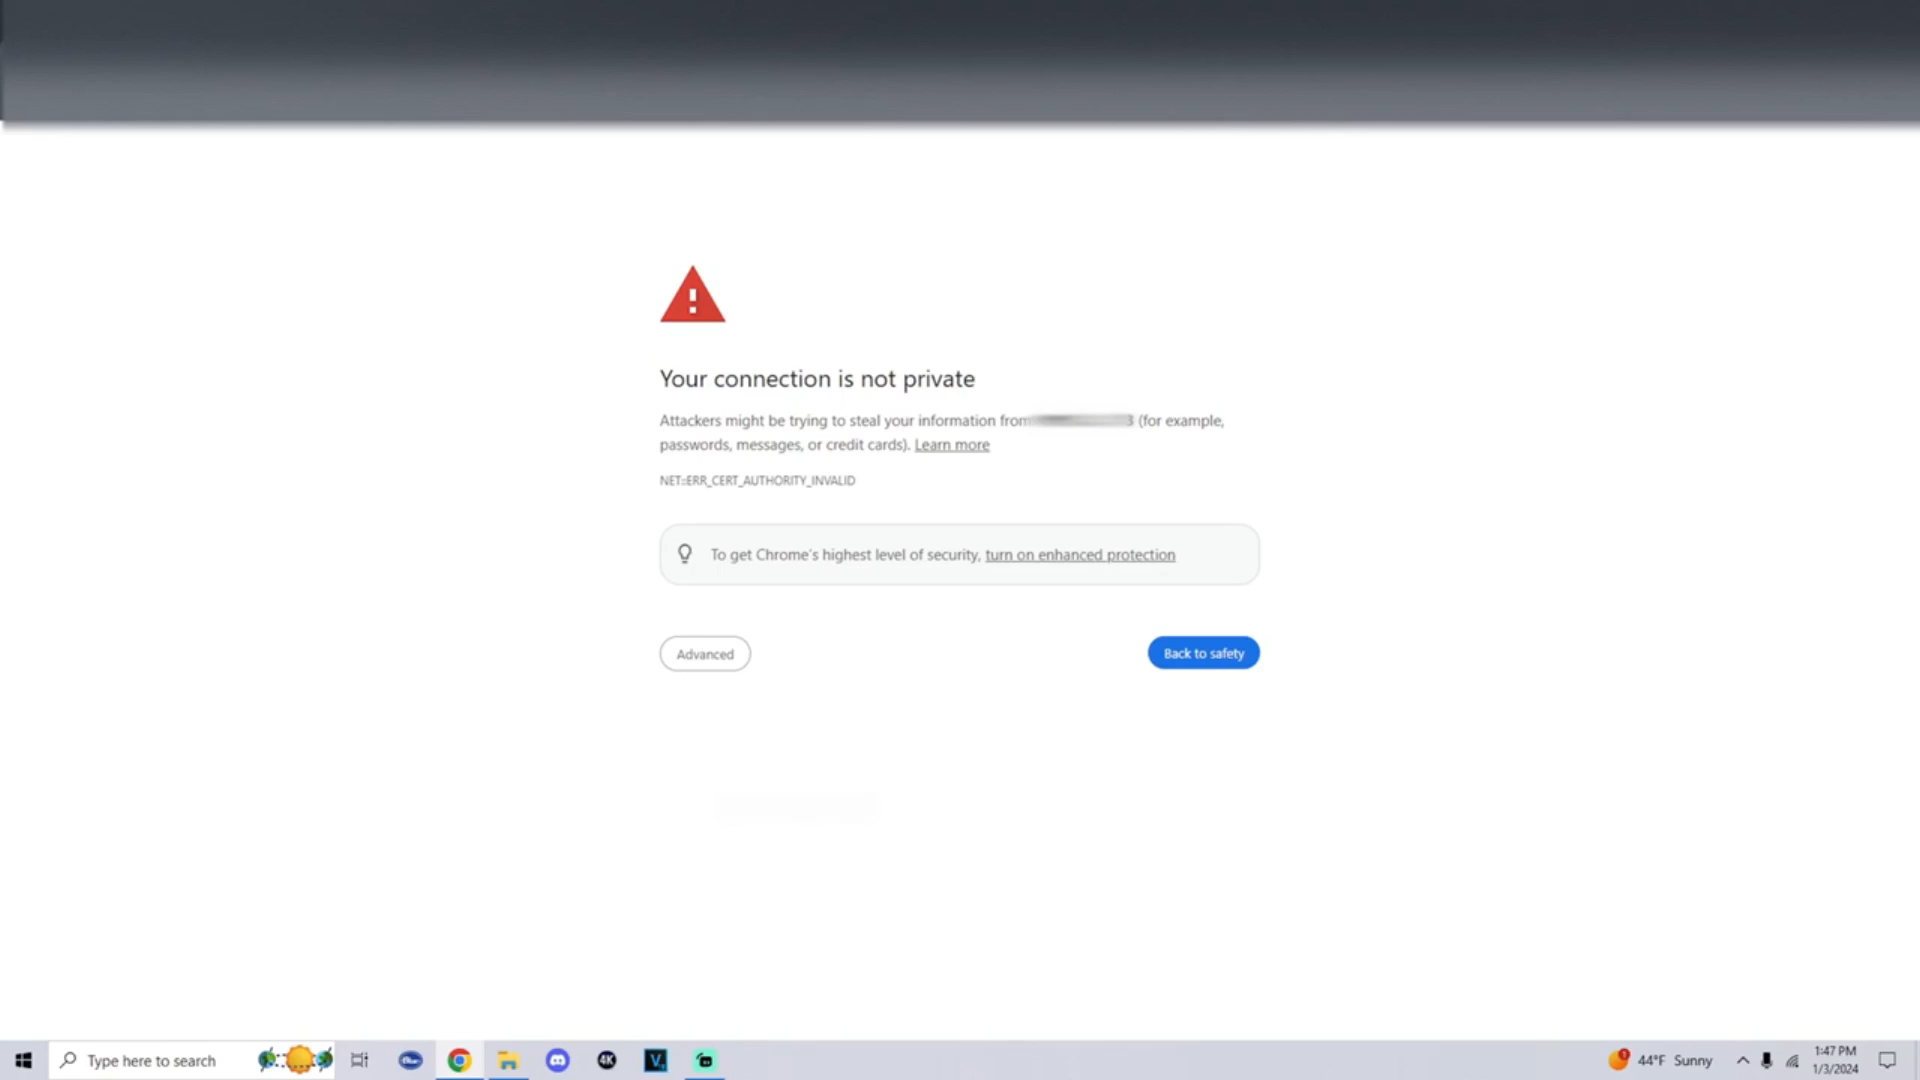 Your connection is not private
Attackers might be trying to steal your information from (for example,
passwords, messages, or credit cards). Learn more
NET::ERR_CERT_AUTHORITY_INVALID
To get Chrome's highest level of security, turn on enhanced protection
Advanced
Back to safety
Type here to search
4K
V
1
44°F Sunny
1:47 PM
1/3/2024